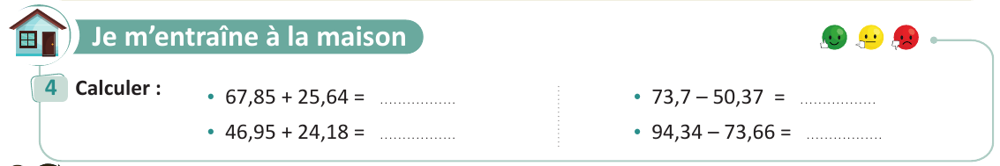 Je m’entraîne à la maison
4 Calculer :
• 67,85 + 25,64 = .................
• 46,95 + 24,18 = .................
• 73,7 – 50,37 = .................
• 94,34 – 73,66 = .................